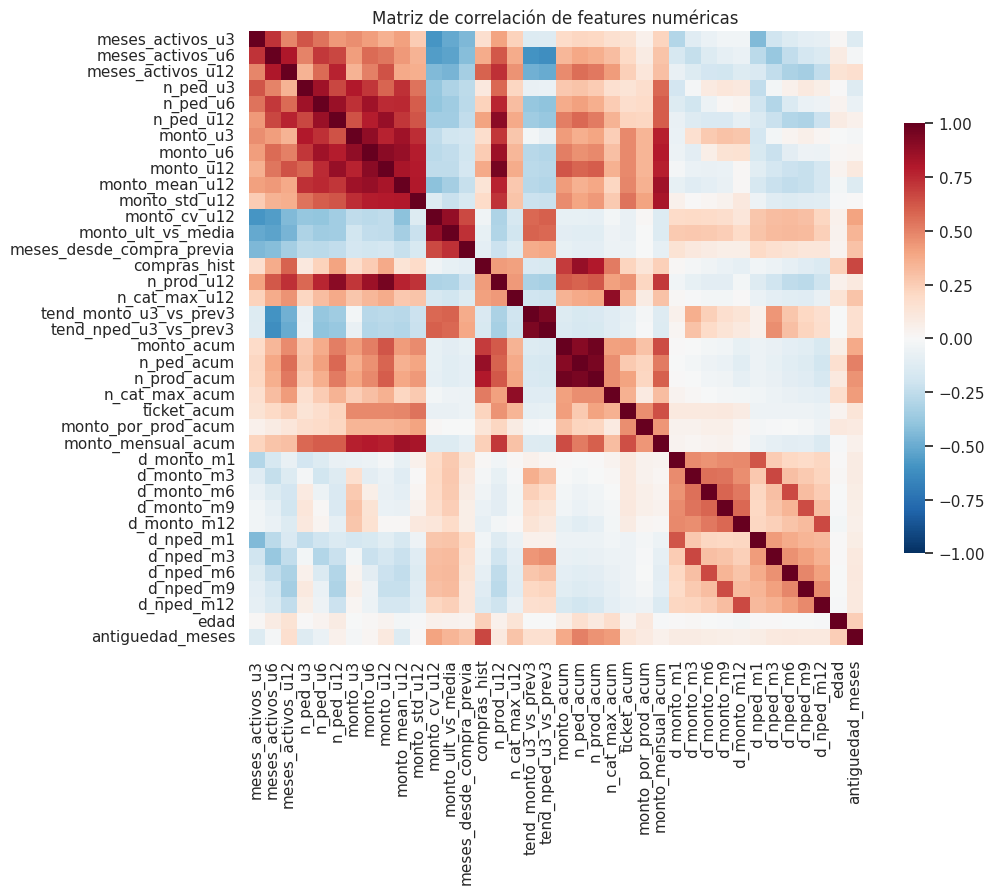 Matriz de correlación de features numéricas
meses_activos_u3
meses_activos_u6
meses_activos_u12
n_ped_u3
n_ped_u6
n_ped_u12
monto_u3
monto_u6
monto_u12
monto_mean_u12
monto_std_u12
monto_cv_u12
monto_ult_vs_media
meses_desde_compra_previa
compras_hist
n_prod_u12
n_cat_max_u12
tend_monto_u3_vs_prev3
tend_nped_u3_vs_prev3
monto_acum
n_ped_acum
n_prod_acum
n_cat_max_acum
ticket_acum
monto_por_prod_acum
monto_mensual_acum
d_monto_m1
d_monto_m3
d_monto_m6
d_monto_m9
d_monto_m12
d_nped_m1
d_nped_m3
d_nped_m6
d_nped_m9
d_nped_m12
edad
antiguedad_meses
meses_activos_u3
meses_activos_u6
meses_activos_u12
n_ped_u3
n_ped_u6
n_ped_u12
monto_u3
monto_u6
monto_u12
monto_mean_u12
monto_std_u12
monto_cv_u12
monto_ult_vs_media
meses_desde_compra_previa
compras_hist
n_prod_u12
n_cat_max_u12
tend_monto_u3_vs_prev3
tend_nped_u3_vs_prev3
monto_acum
n_ped_acum
n_prod_acum
n_cat_max_acum
ticket_acum
monto_por_prod_acum
monto_mensual_acum
d_monto_m1
d_monto_m3
d_monto_m6
d_monto_m9
d_monto_m12
d_nped_m1
d_nped_m3
d_nped_m6
d_nped_m9
d_nped_m12
edad
antiguedad_meses
1.00
0.75
0.50
0.25
0.00
−0.25
−0.50
−0.75
−1.00